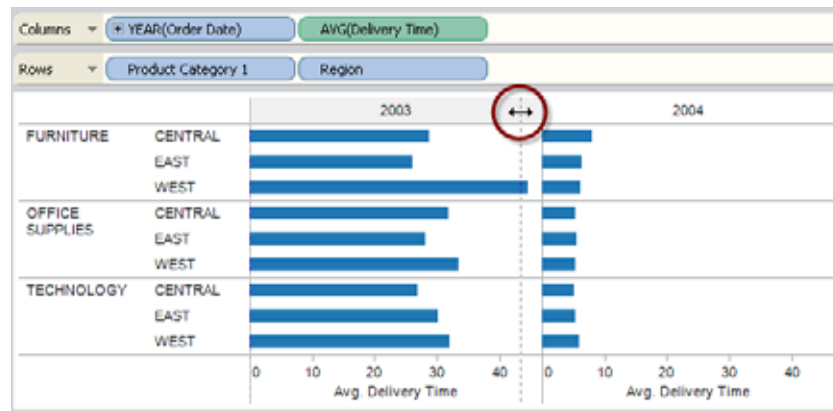 Columns YEAR(Order Date) AVG(Delivery Time)
Rows Product Category 1 Region
2003 2004
FURNITURE CENTRAL
EAST
WEST
OFFICE SUPPLIES CENTRAL
EAST
WEST
TECHNOLOGY CENTRAL
EAST
WEST
0 10 20 30 40 0 10 20 30 40
Avg. Delivery Time Avg. Delivery Time